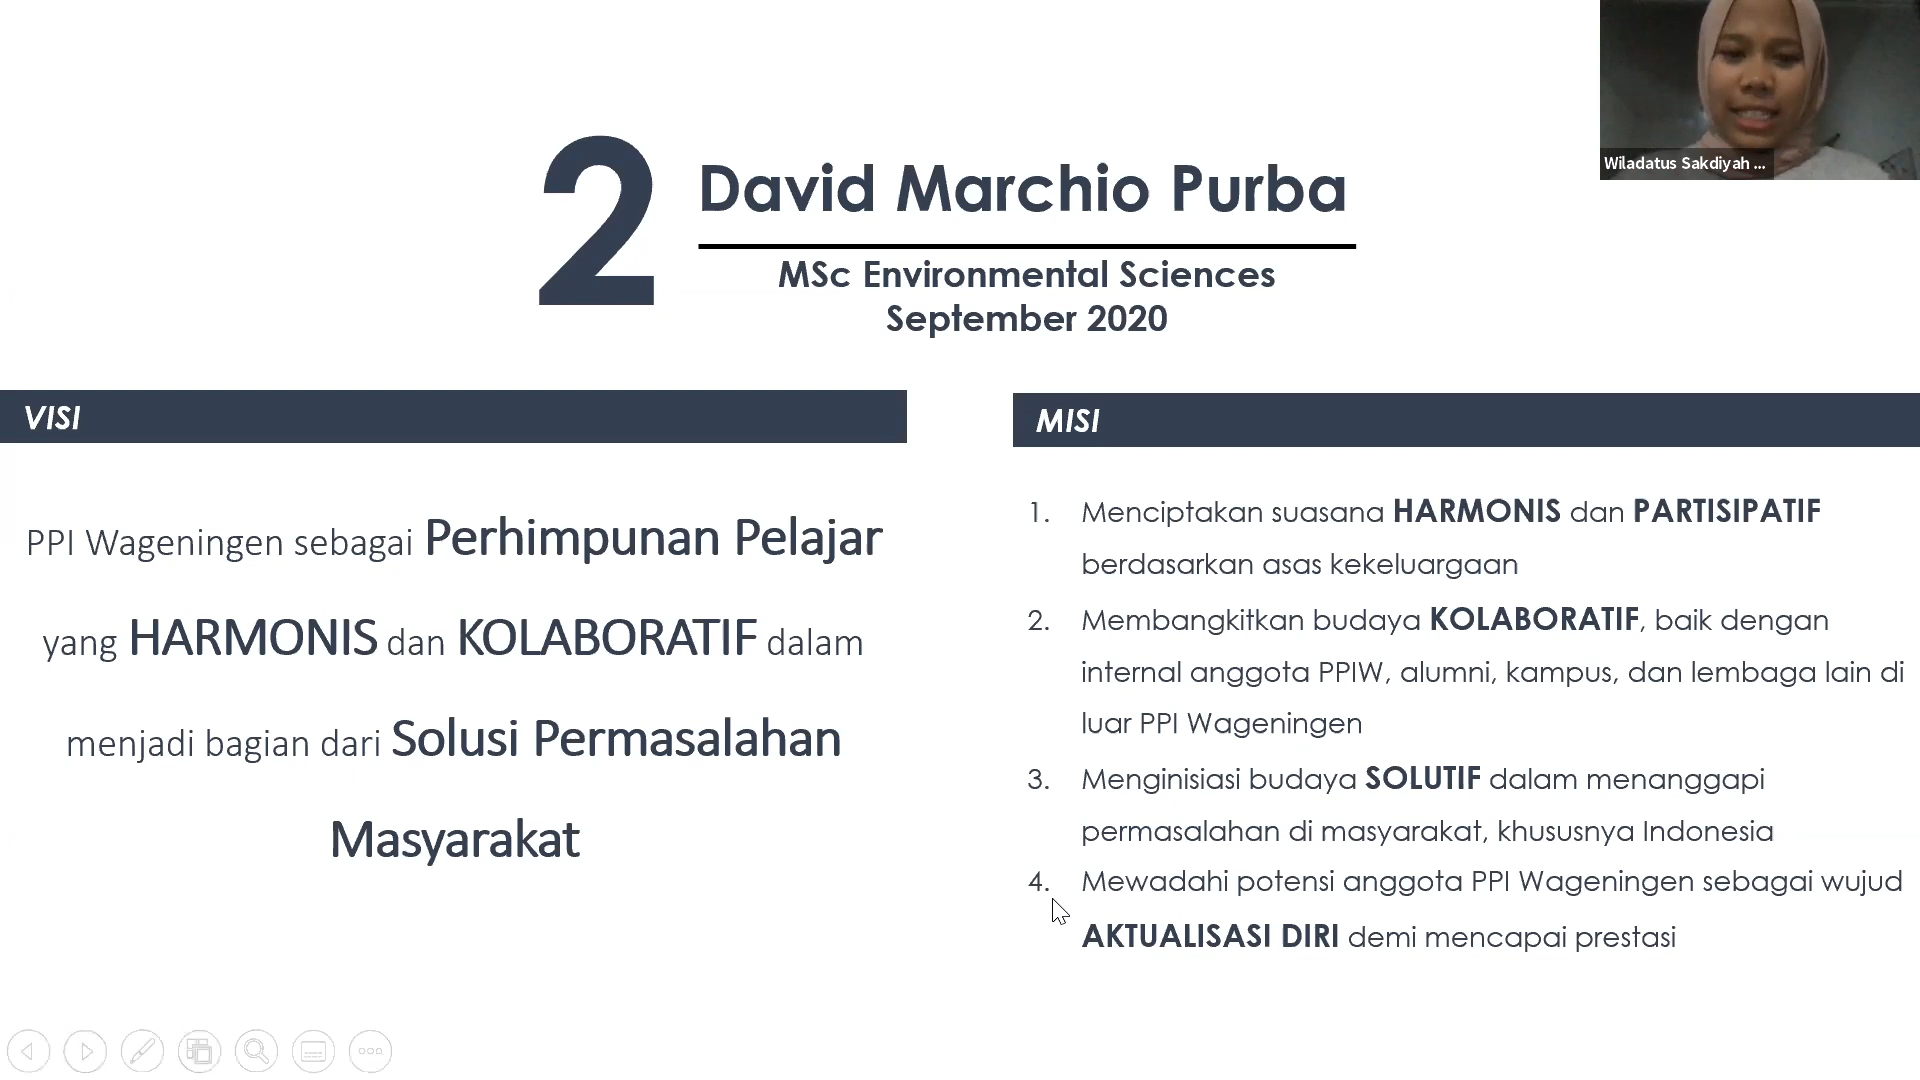 Wiladatus Sakdiyah ...
2
David Marchio Purba
MSc Environmental Sciences
September 2020
VISI
PPI Wageningen sebagai Perhimpunan Pelajar
yang HARMONIS dan KOLABORATIF dalam
menjadi bagian dari Solusi Permasalahan
Masyarakat
MISI
1. Menciptakan suasana HARMONIS dan PARTISIPATIF
berdasarkan asas kekeluargaan
2. Membangkitkan budaya KOLABORATIF, baik dengan
internal anggota PPIW, alumni, kampus, dan lembaga lain di
luar PPI Wageningen
3. Menginisiasi budaya SOLUTIF dalam menanggapi
permasalahan di masyarakat, khususnya Indonesia
4. Mewadahi potensi anggota PPI Wageningen sebagai wujud
AKTUALISASI DIRI demi mencapai prestasi